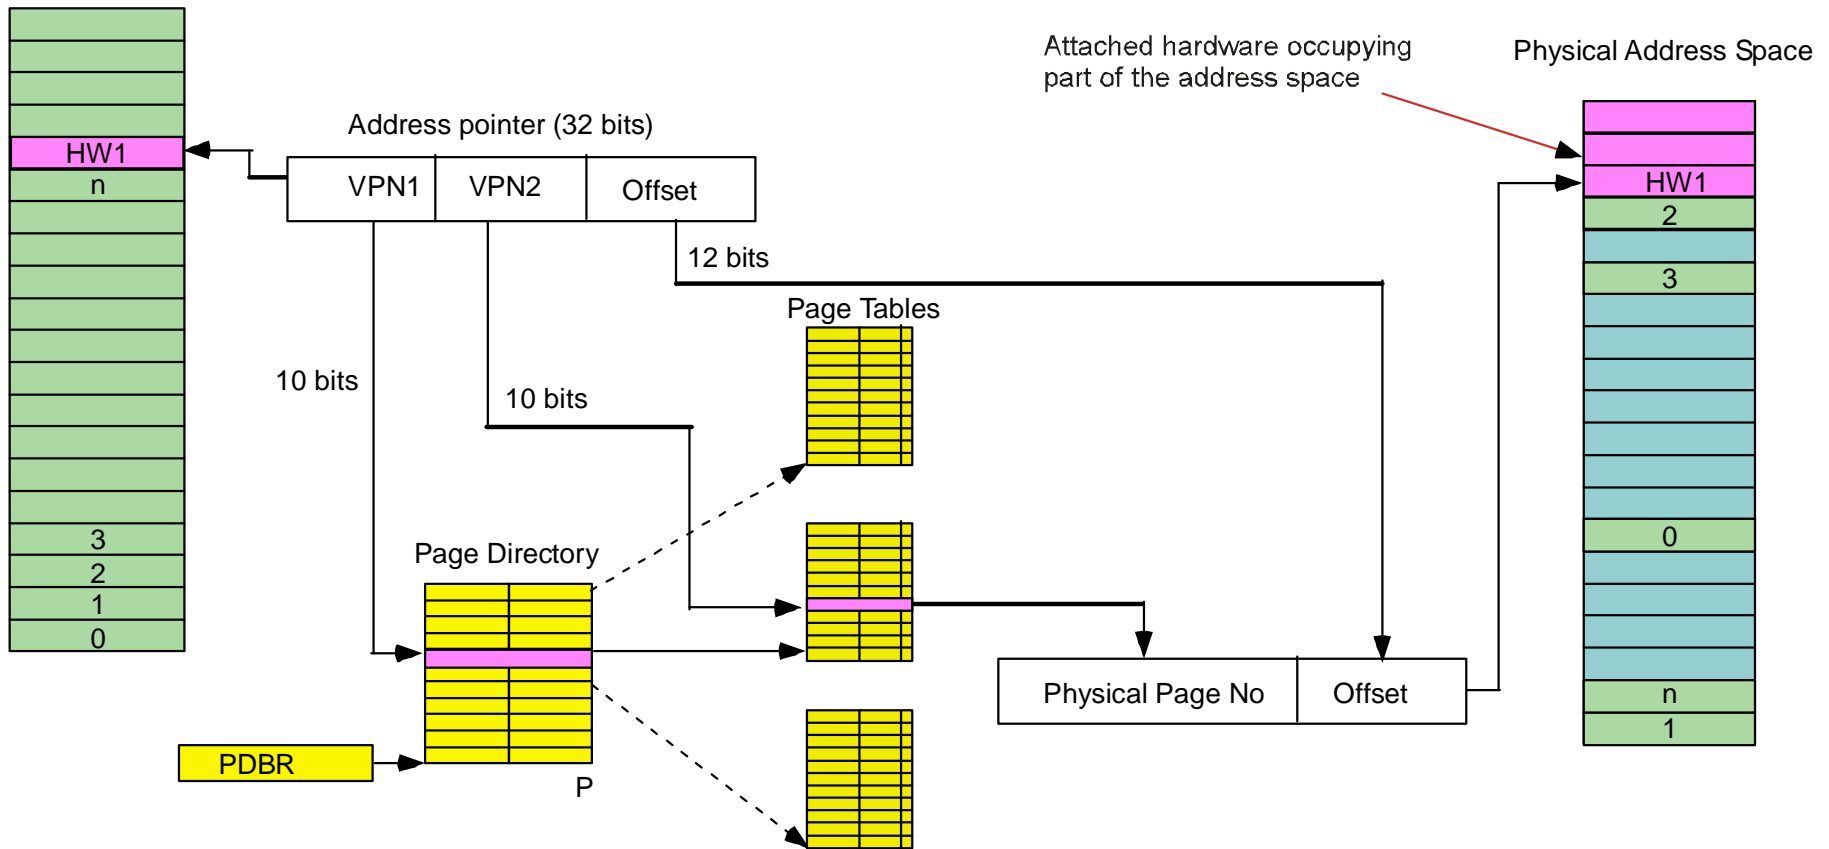 Attached hardware occupying
part of the address space
Physical Address Space
Address pointer (32 bits)
HW1
n
VPN1
VPN2
Offset
HW1
2
3
12 bits
Page Tables
10 bits
10 bits
3
2
1
0
Page Directory
0
Physical Page No
Offset
n
1
PDBR
P